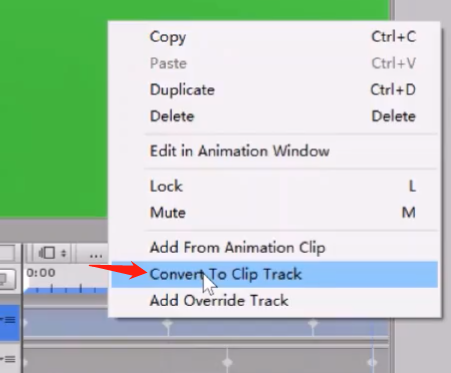 Copy Ctrl+C
Paste Ctrl+V
Duplicate Ctrl+D
Delete Delete
Edit in Animation Window
Lock L
Mute M
Add From Animation Clip
Convert To Clip Track
Add Override Track
...
0:00